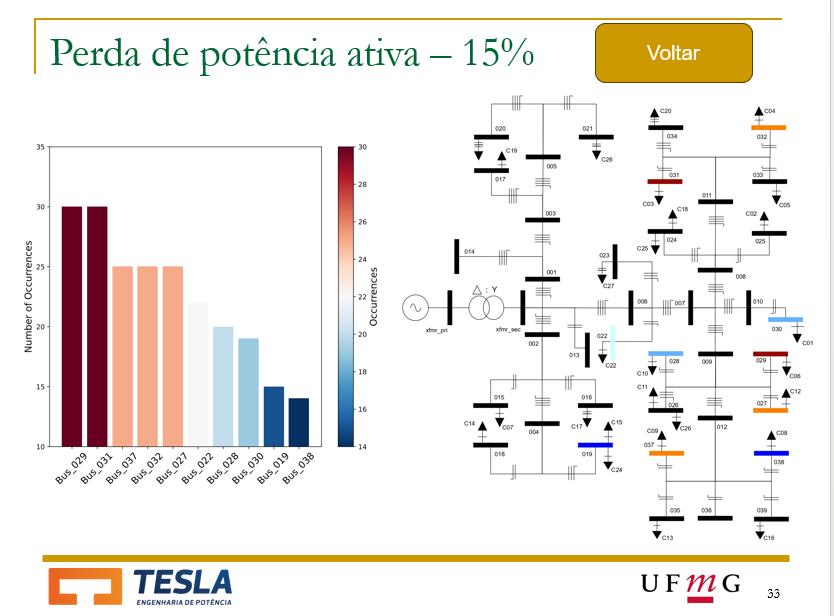 Perda de potência ativa – 15%
Voltar
35
30
25
20
15
10
Number of Occurrences
Bus_029
Bus_031
Bus_037
Bus_032
Bus_027
Bus_022
Bus_028
Bus_030
Bus_019
Bus_038
30
28
26
24
22
20
18
16
14
Occurrences
020
021
C19
005
C26
017
003
014
001
Δ : Y
xfmr_pri
xfmr_sec
002
013
023
C27
022
C22
006
007
015
016
C14
C07
C17
C15
004
018
019
C24
C20
C04
034
032
031
033
C03
C05
011
C18
C02
C25
024
025
008
010
030
C01
028
009
029
C10
C06
C11
C12
026
027
C26
012
C09
C08
037
038
035
036
039
C13
C16
TESLA
ENGENHARIA DE POTÊNCIA
UFmG
33